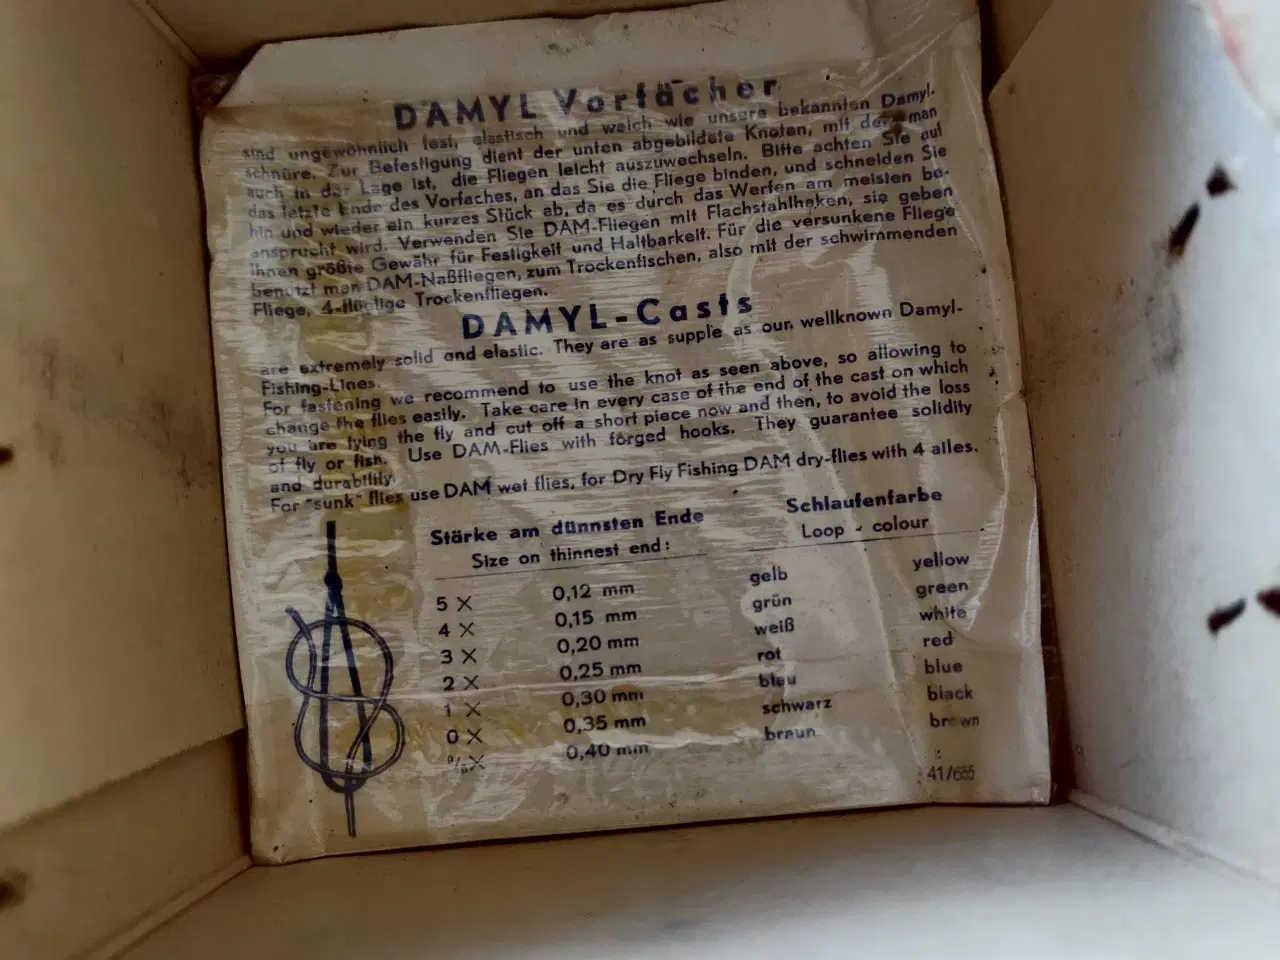 DAMYL Vorfächer
sind ungewöhnlich fest, elastisch und weich wie unsere bekannten Damyl-
schnüre. Zur Befestigung dient der unten abgebildete Knoten, mit dem man
auch in der Lage ist, die Fliegen leicht auszuwechseln. Bitte achten Sie auf
das letzte Ende des Vorfaches, an das Sie die Fliege binden, und schneiden Sie
hin und wieder ein kurzes Stück ab, da es durch das Werfen am meisten be-
ansprucht wird. Verwenden Sie DAM-Fliegen mit Flachstahlhaken, sie geben
Ihnen größte Gewähr für Festigkeit und Haltbarkeit. Für die versunkene Fliege
benutzt man DAM-Naßfliegen, zum Trockenfischen, also mit der schwimmenden
Fliege, 4-flüglige Trockenfliegen.
DAMYL-Casts
are extremely solid and elastic. They are as supple as our wellknown Damyl-
Fishing-Lines.
For fastening we recommend to use the knot as seen above, so allowing to
change the flies easily. Take care in every case of the end of the cast on which
you are tying the fly and cut off a short piece now and then, to avoid the loss
of fly or fish. Use DAM-Flies with forged hooks. They guarantee solidity
and durability.
For "sunk" flies use DAM wet flies, for Dry Fly Fishing DAM dry-flies with 4 alles.
Stärke am dünnsten Ende Schlaufenfarbe
Size on thinnest end: Loop - colour
5 X 0,12 mm gelb yellow
4 X 0,15 mm grün green
3 X 0,20 mm weiß white
2 X 0,25 mm rot red
1 X 0,30 mm bleu blue
0 X 0,35 mm schwarz black
0/0 X 0,40 mm braun brown
41/655